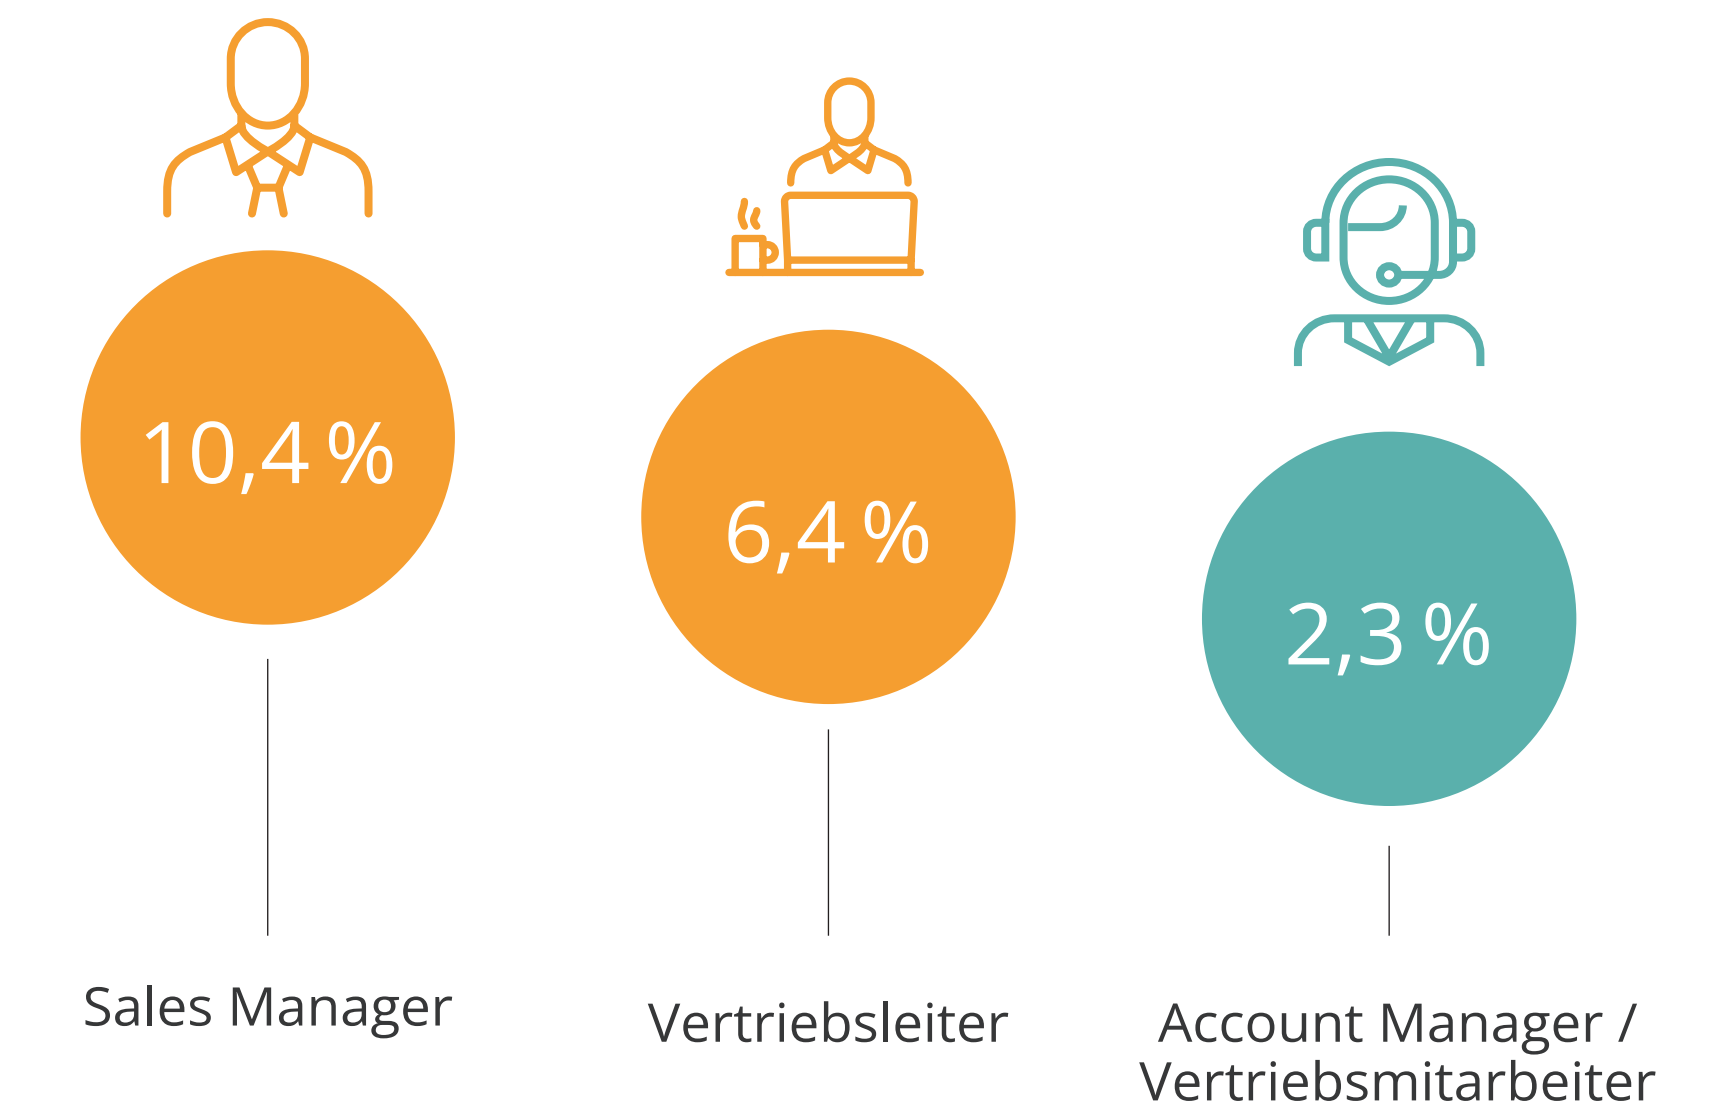 10,4 %
6,4 %
2,3 %
Sales Manager
Vertriebsleiter
Account Manager /
Vertriebsmitarbeiter